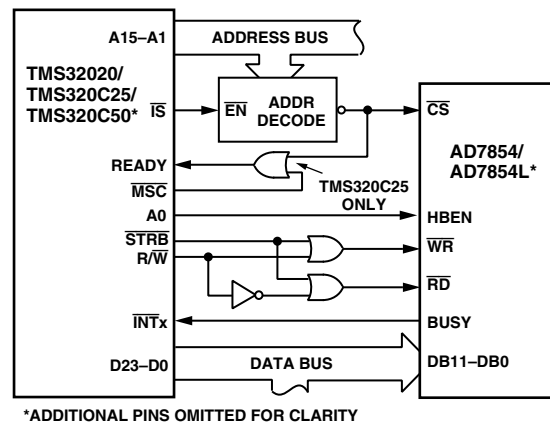 A15–A1
ADDRESS BUS
TMS32020/
TMS320C25/
TMS320C50*
IS
EN
ADDR
DECODE
CS
AD7854/
AD7854L*
READY
MSC
TMS320C25
ONLY
A0
HBEN
STRB
R/W
WR
RD
INTx
BUSY
D23–D0
DATA BUS
DB11–DB0
*ADDITIONAL PINS OMITTED FOR CLARITY